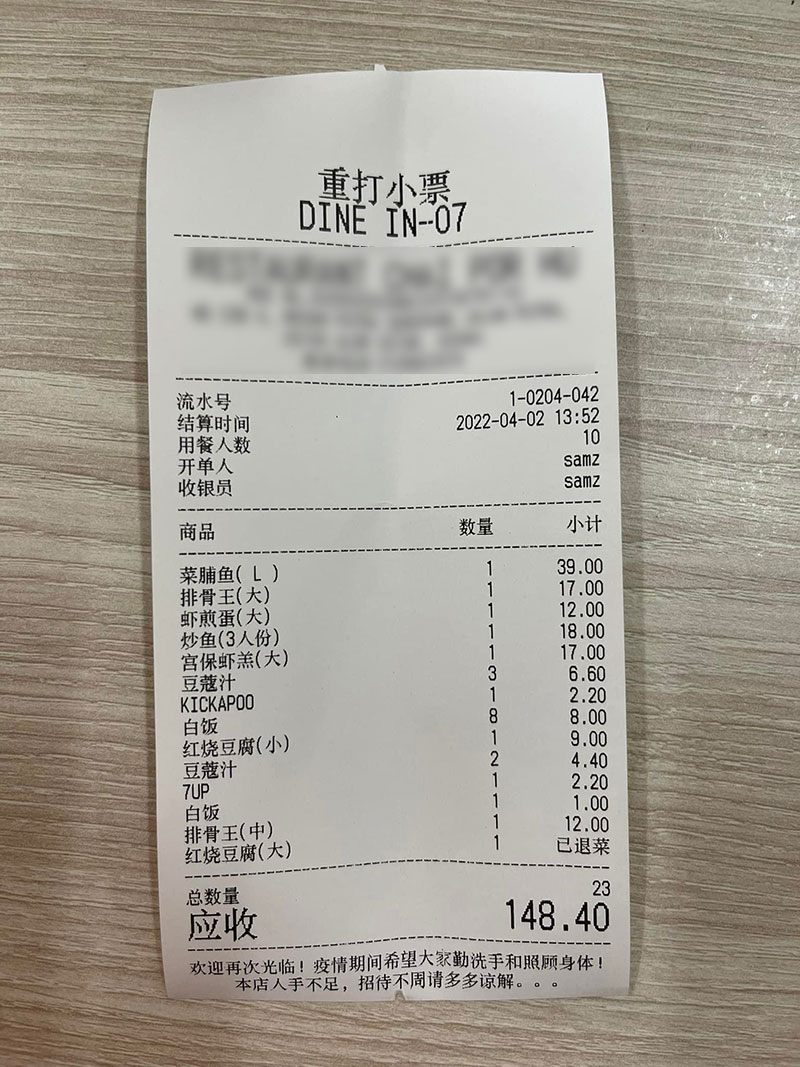 重打小票
DINE IN-07
流水号 1-0204-042
结算时间 2022-04-02 13:52
用餐人数 10
开单人 samz
收银员 samz
商品 数量 小计
菜脯鱼( L ) 1 39.00
排骨王(大) 1 17.00
虾煎蛋(大) 1 12.00
炒鱼(3人份) 1 18.00
宫保虾羔(大) 1 17.00
豆蔻汁 3 6.60
KICKAPOO 1 2.20
白饭 8 8.00
红烧豆腐(小) 1 9.00
豆蔻汁 2 4.40
7UP 1 2.20
白饭 1 1.00
排骨王(中) 1 12.00
红烧豆腐(大) 1 已退菜
总数量 23
应收 148.40
欢迎再次光临！疫情期间希望大家勤洗手和照顾身体！
本店人手不足，招待不周请多多谅解。。。